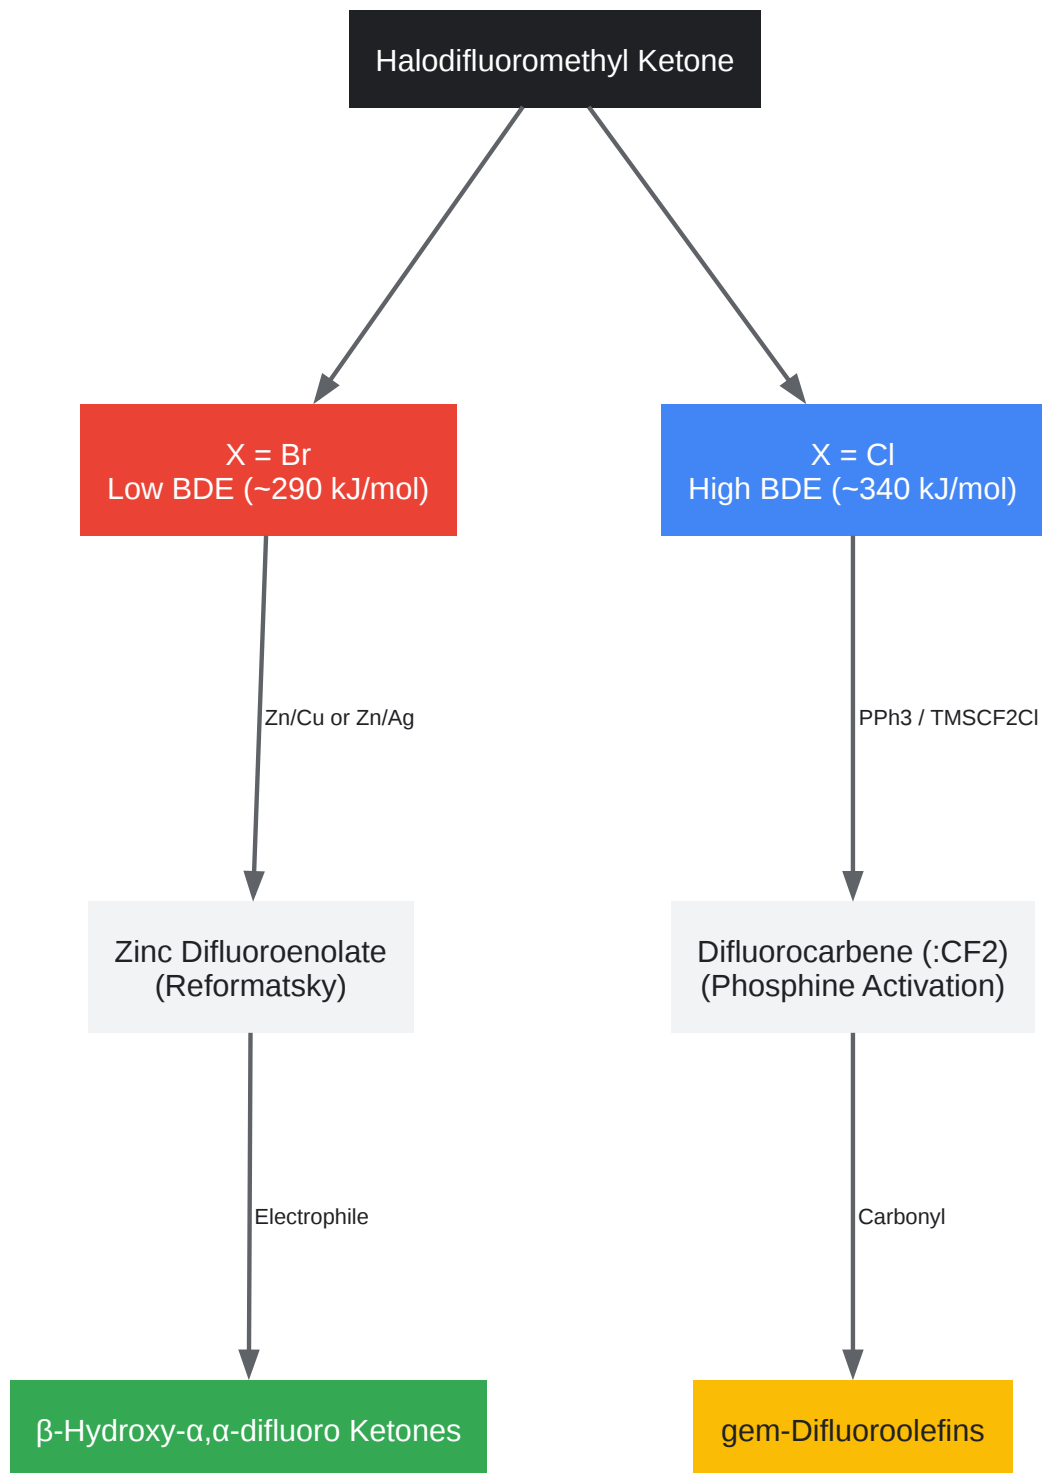 Halodifluoromethyl Ketone
X = Br
Low BDE (~290 kJ/mol)
X = Cl
High BDE (~340 kJ/mol)
Zn/Cu or Zn/Ag
PPh3 / TMSCF2Cl
Zinc Difluoroenolate
(Reformatsky)
Difluorocarbene (:CF2)
(Phosphine Activation)
Electrophile
Carbonyl
β-Hydroxy-α,α-difluoro Ketones
gem-Difluoroolefins